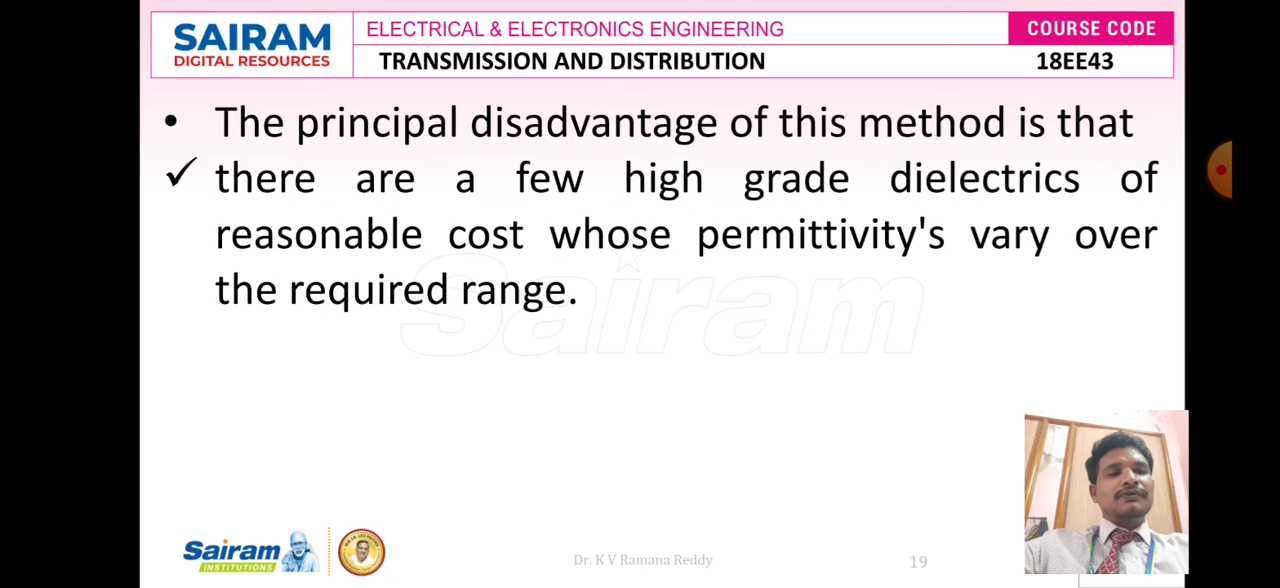 SAIRAM
DIGITAL RESOURCES
ELECTRICAL & ELECTRONICS ENGINEERING
COURSE CODE
TRANSMISSION AND DISTRIBUTION
18EE43
• The principal disadvantage of this method is that
✓ there are a few high grade dielectrics of
reasonable cost whose permittivity's vary over
the required range.
Sairam
Sairam
INSTITUTIONS
Dr. K V Ramana Reddy
19